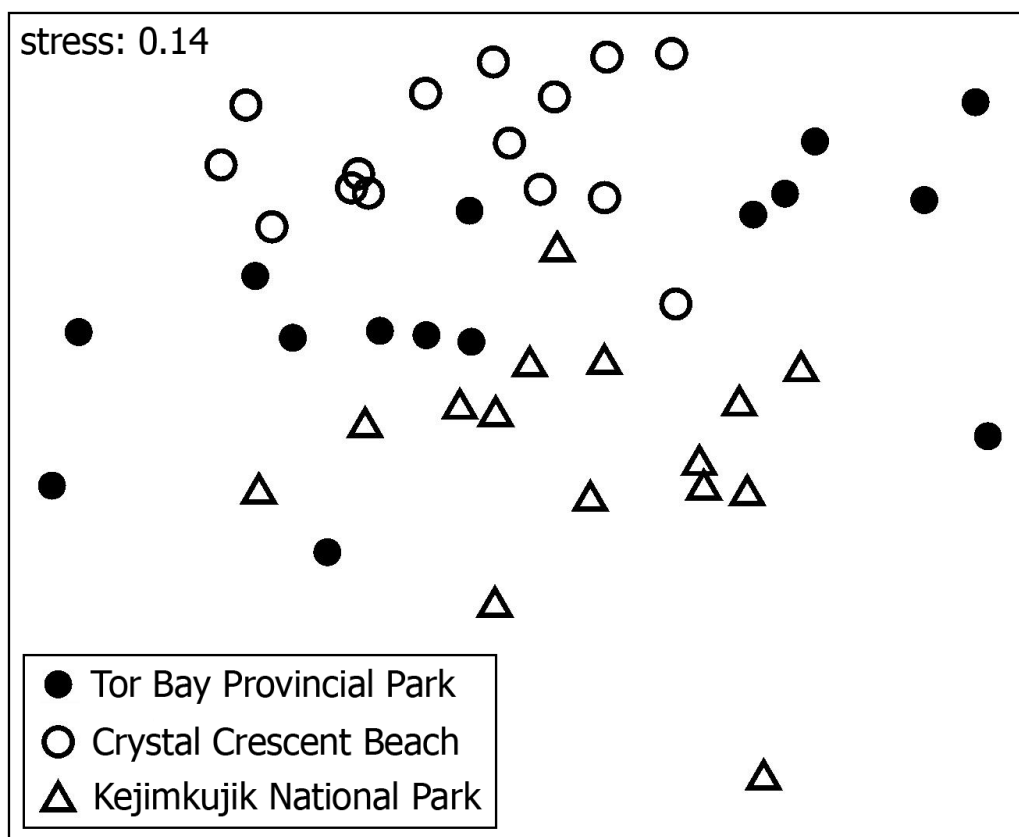 stress: 0.14
Tor Bay Provincial Park
Crystal Crescent Beach
Kejimkujik National Park